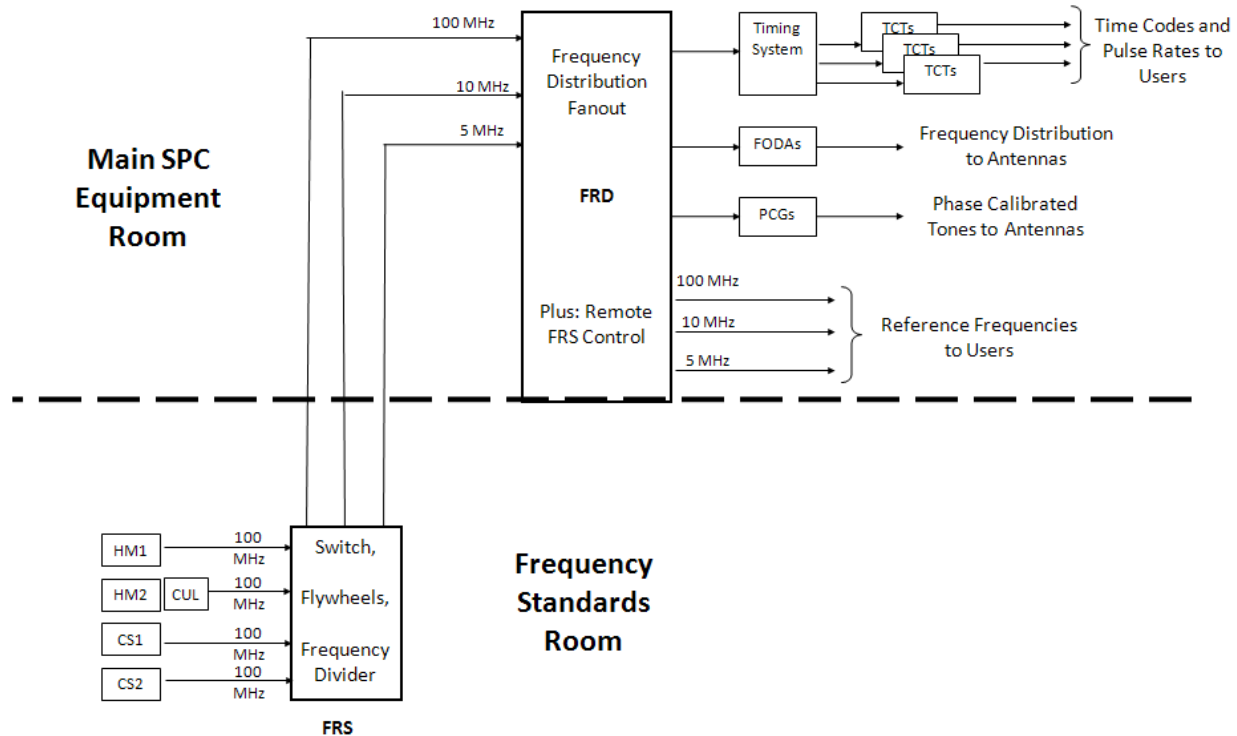 100 MHz
10 MHz
5 MHz
Main SPC
Equipment
Room
Frequency
Distribution
Fanout
FRD
Plus: Remote
FRS Control
Timing
System
TCTs
TCTs
TCTs
Time Codes and
Pulse Rates to
Users
FODAs
Frequency Distribution
to Antennas
PCGs
Phase Calibrated
Tones to Antennas
100 MHz
10 MHz
5 MHz
Reference Frequencies
to Users
HM1
100
MHz
HM2
CUL
100
MHz
CS1
100
MHz
CS2
100
MHz
Switch,
Flywheels,
Frequency
Divider
FRS
Frequency
Standards
Room